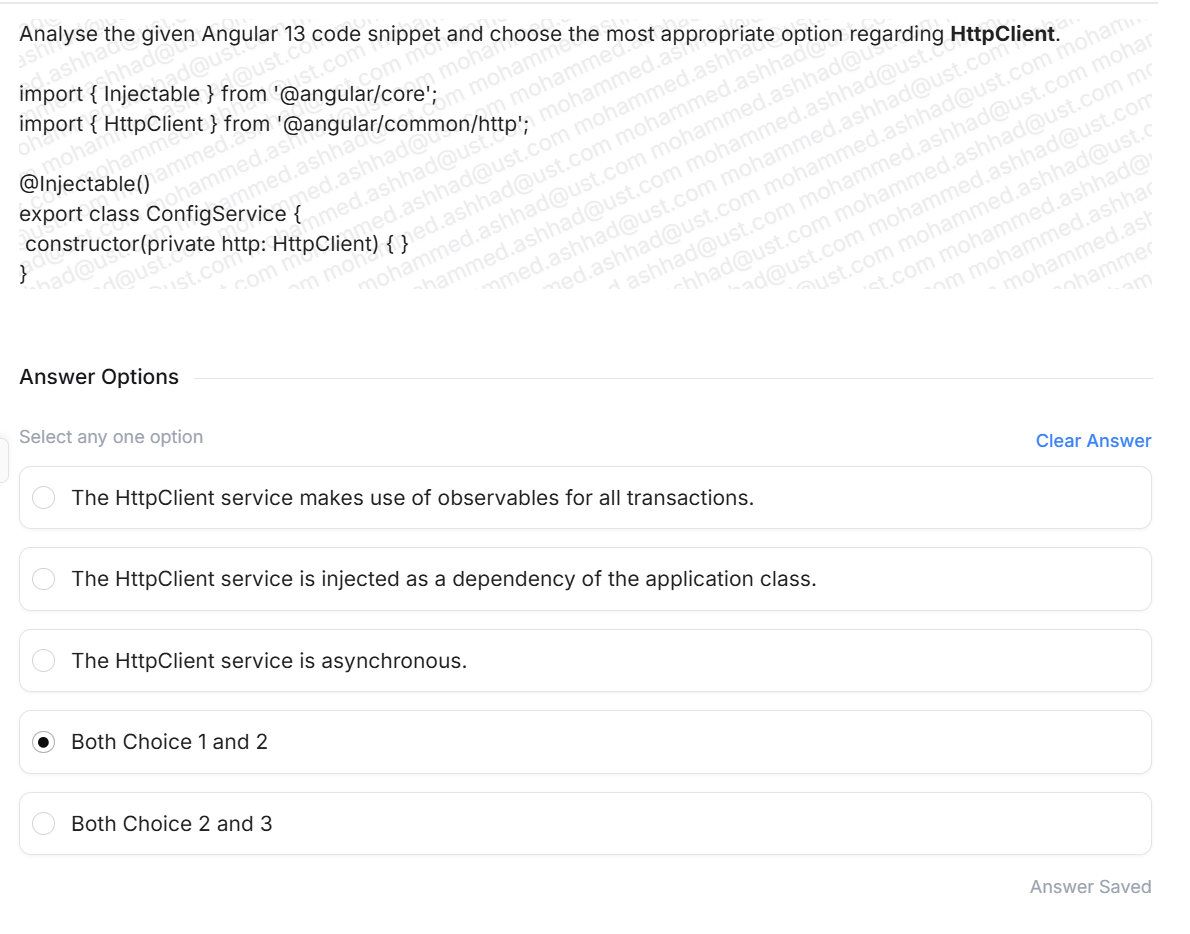 Analyse the given Angular 13 code snippet and choose the most appropriate option regarding HttpClient.
import { Injectable } from '@angular/core';
import { HttpClient } from '@angular/common/http';
@Injectable()
export class ConfigService {
constructor(private http: HttpClient) { }
}
Answer Options
Select any one option
Clear Answer
The HttpClient service makes use of observables for all transactions.
The HttpClient service is injected as a dependency of the application class.
The HttpClient service is asynchronous.
Both Choice 1 and 2
Both Choice 2 and 3
Answer Saved